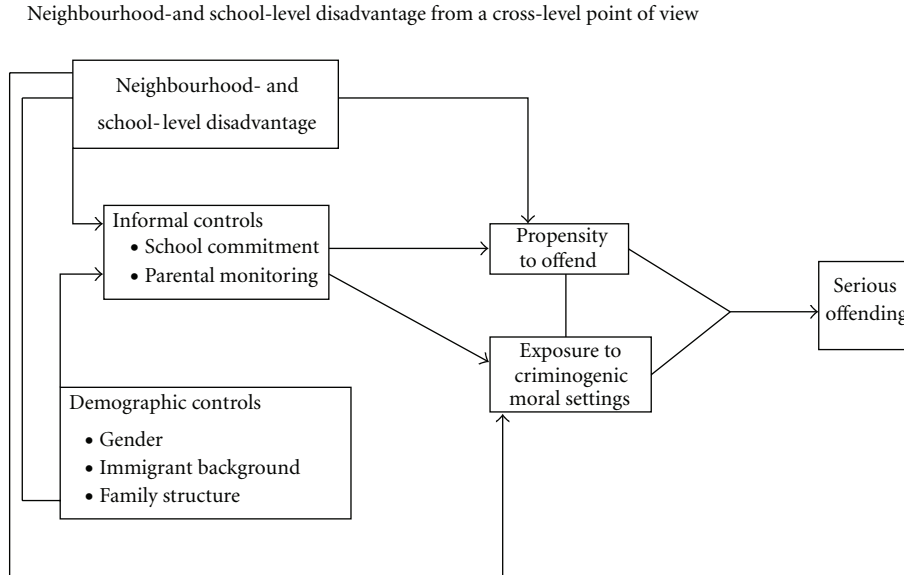 Neighbourhood-and school-level disadvantage from a cross-level point of view
Neighbourhood- and
school-level disadvantage
Informal controls
• School commitment
• Parental monitoring
Propensity
to offend
Serious
offending
Exposure to
criminogenic
moral settings
Demographic controls
• Gender
• Immigrant background
• Family structure